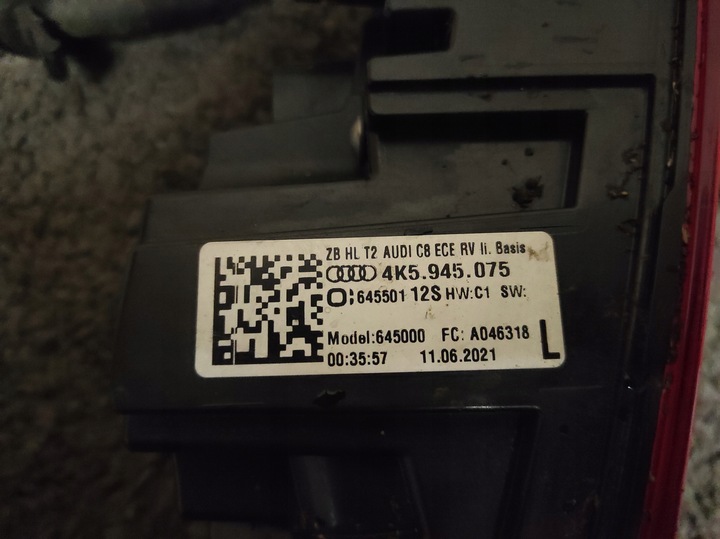 ZB HL T2 AUDI C8 ECE RV li. Basis
4K5.945.075
645501 12S HW:C1 SW:
Model:645000 FC: A046318
00:35:57 11.06.2021 L